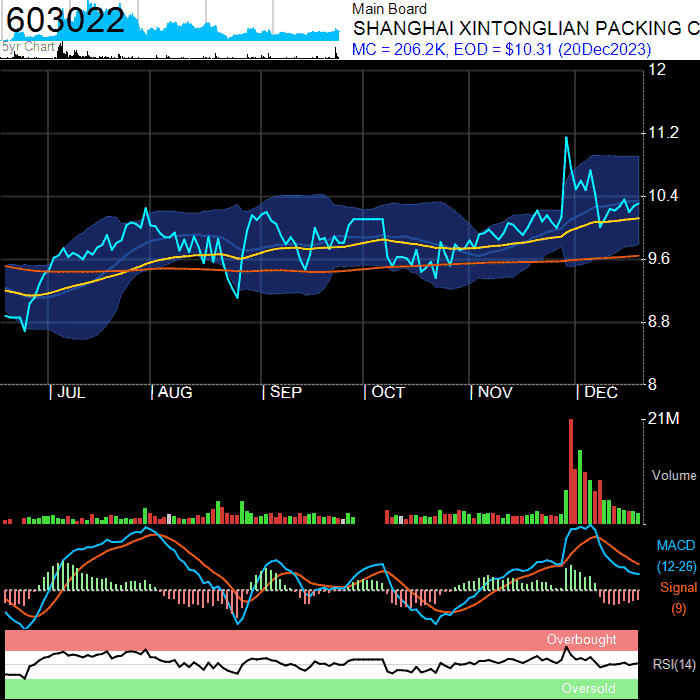 603022
5yr Chart
Main Board
SHANGHAI XINTONGLIAN PACKING C
MC = 206.2K, EOD = $10.31 (20Dec2023)
12
11.2
10.4
9.6
8.8
8
JUL AUG SEP OCT NOV DEC
21M
Volume
MACD
(12-26)
Signal
(9)
Overbought
RSI(14)
Oversold